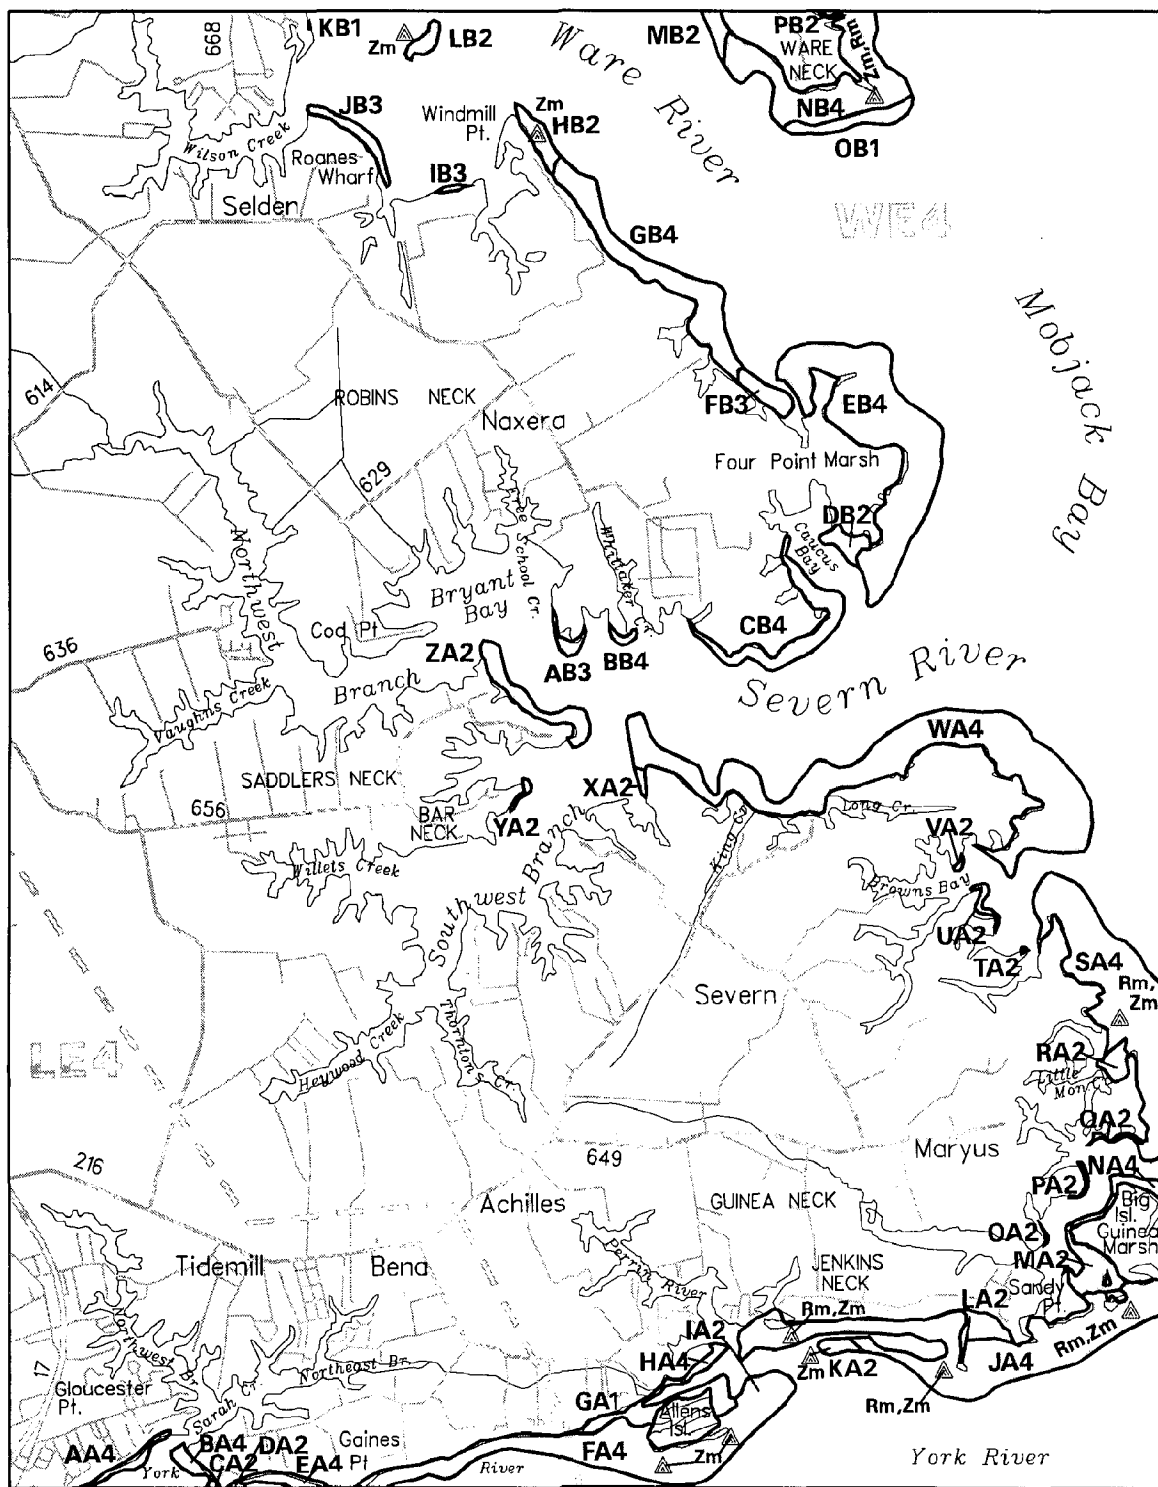 KB1
668
Zm
LB2
Ware River
MB2
PB2
WARE
NECK
Zm, Rm
NB4
OB1
JB3
Wilson Creek
Windmill
Pt.
Zm
HB2
Roanes
Wharf
IB3
Selden
GB4
WE4
Mobjack Bay
614
ROBINS NECK
Naxera
FB3
EB4
Four Point Marsh
629
Free School Cr.
Whittaker Cr.
DB2
Caucus
Bay
Northwest
Bryant
Bay
Cod Pt
636
ZA2
AB3
BB4
CB4
Branch
Severn River
Vaughns Creek
SADDLERS NECK
WA4
XA2
656
BAR
NECK
YA2
Long Cr.
King Cr.
VA2
Willets Creek
Southwest Branch
Browns Bay
UA2
TA2
SA4
Severn
Rm,
Zm
LE4
Heywood Creek
Thorntons Cr.
RA2
Little
Mon
QA2
Maryus
216
649
NA4
PA2
Achilles
GUINEA NECK
Big
Isl.
Guinea
Marsh
OA2
Tidemill
Bena
Perrin River
JENKINS
NECK
MA2
Sandy
Pt.
LA2
Rm,Zm
IA2
Rm,Zm
Northwest Br.
HA4
Zm
KA2
JA4
17
Northeast Br.
Gloucester
Pt.
GA1
Rm,Zm
Sarah Cr.
Allens
Isl.
AA4
BA4
DA2
Gaines
Pt
FA4
Zm
York
CA2
EA4
River
York River